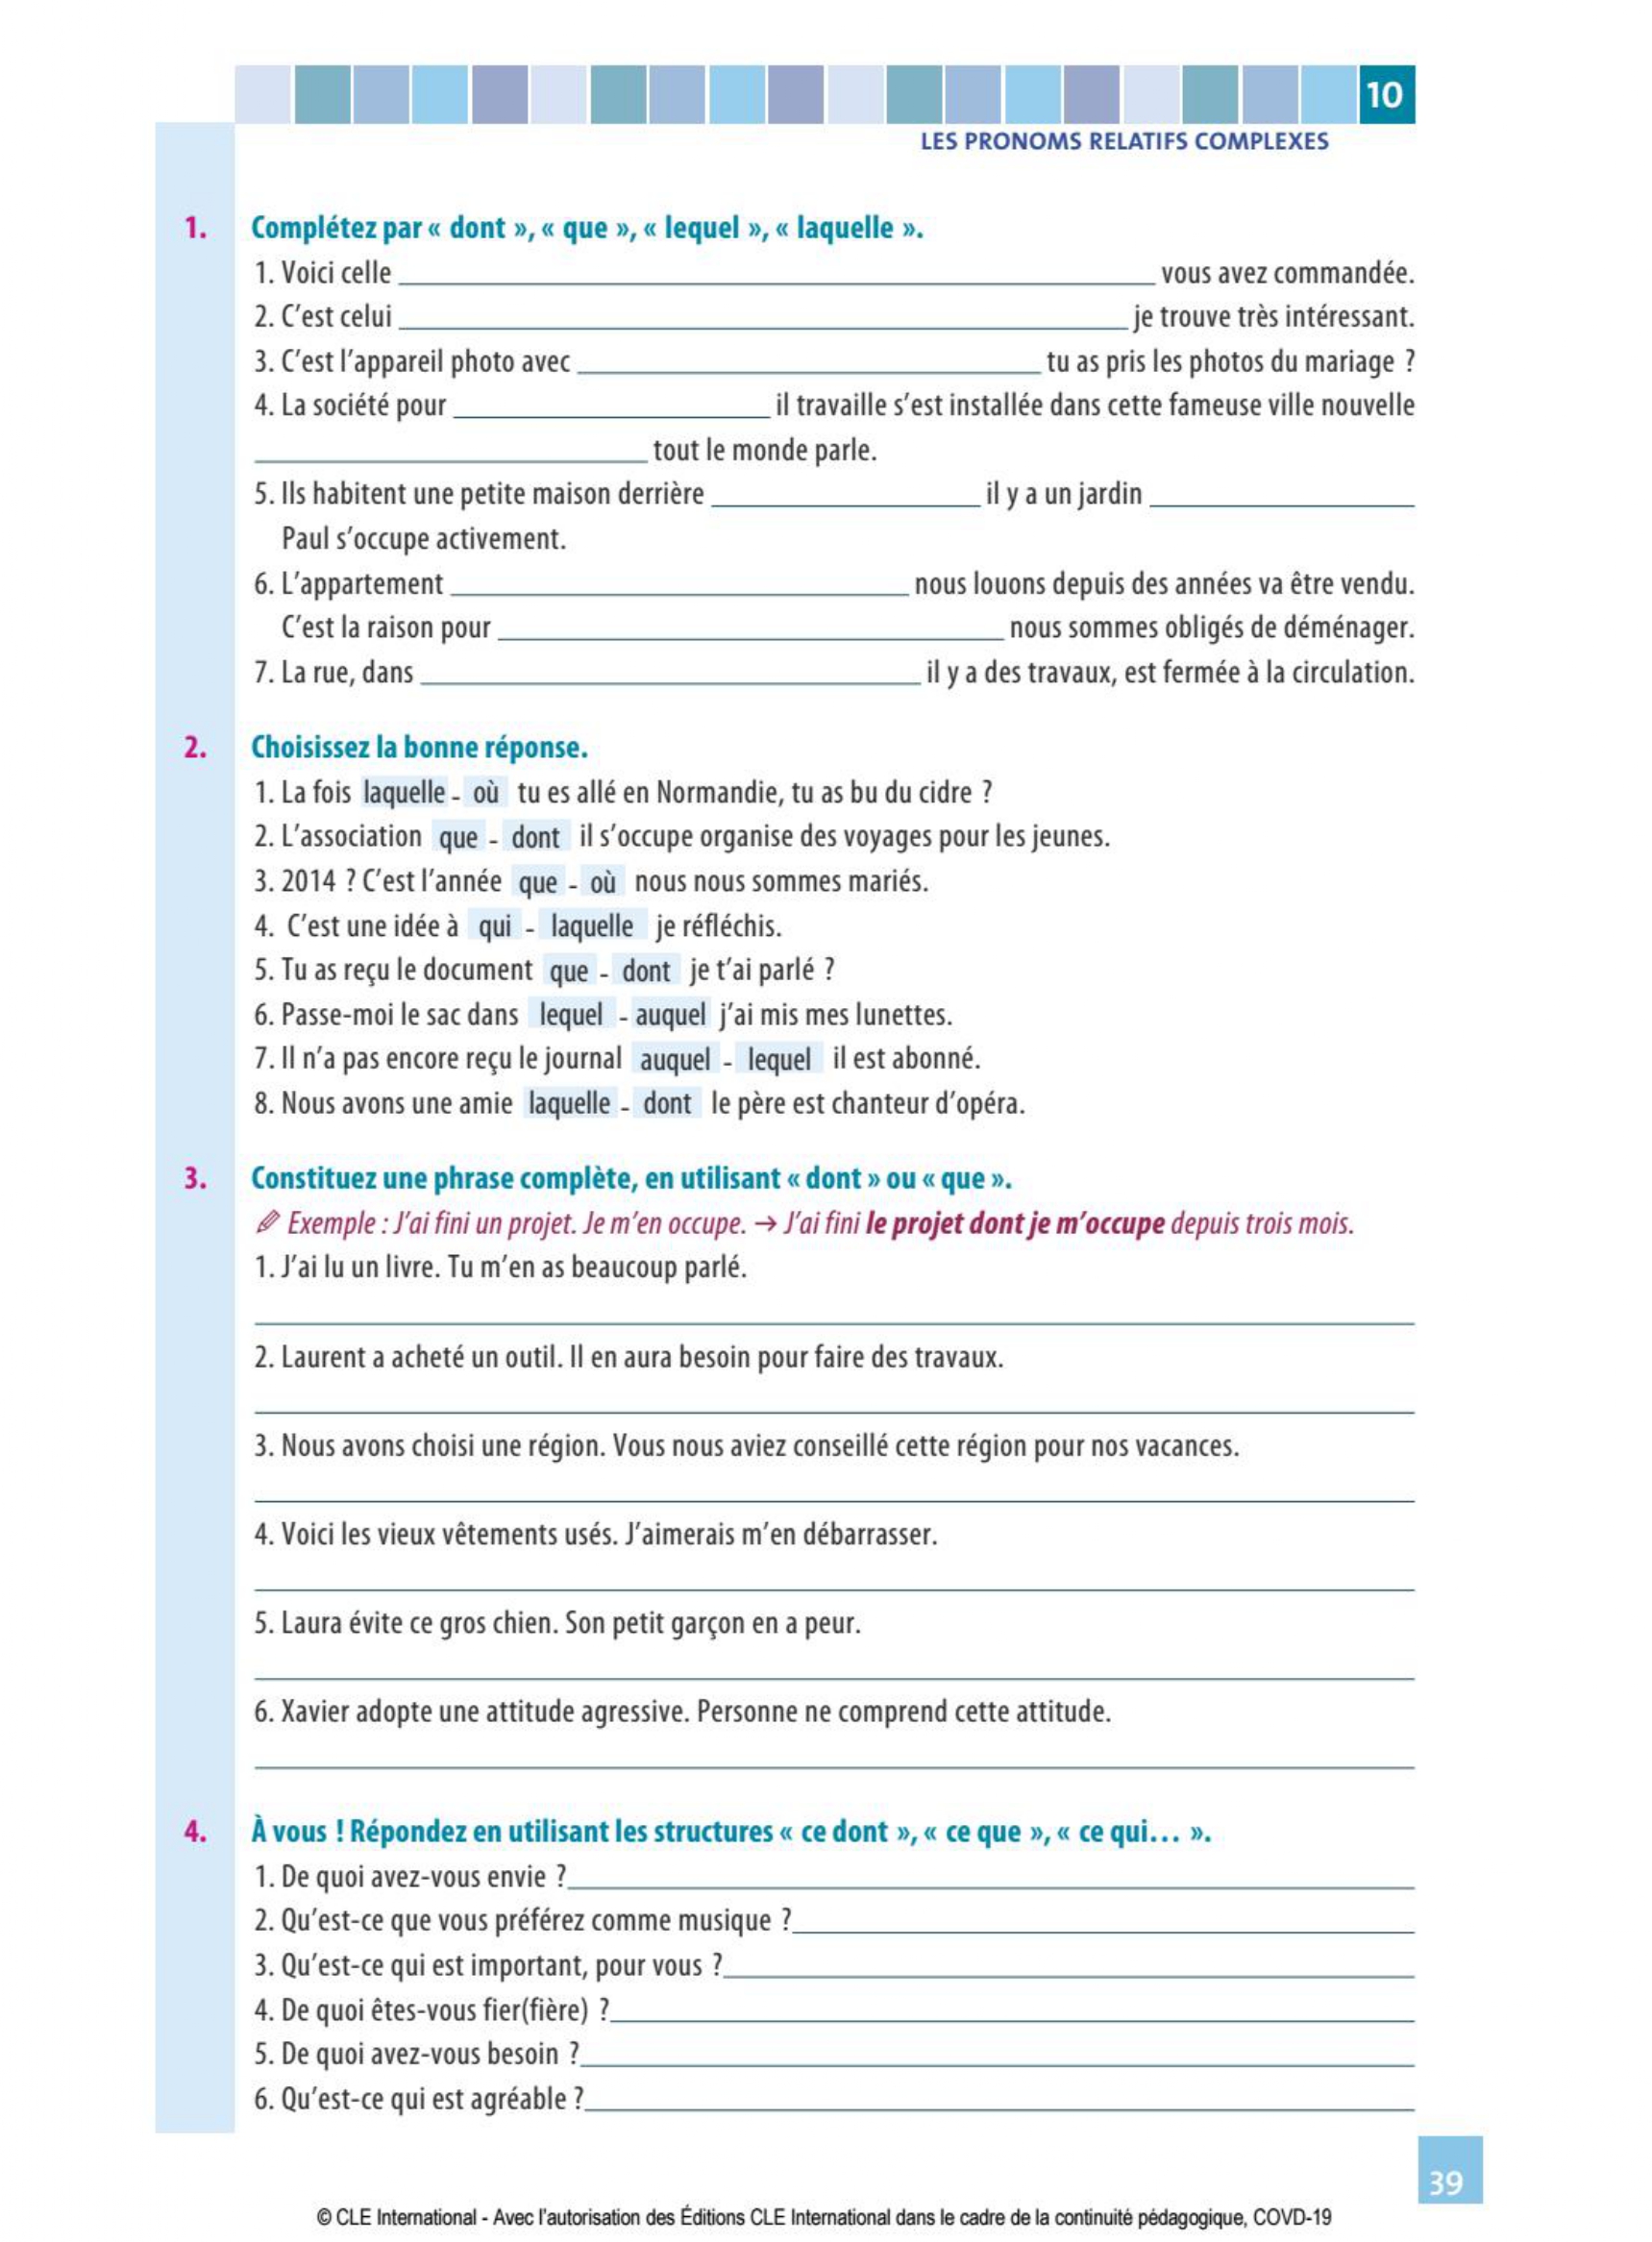 10
LES PRONOMS RELATIFS COMPLEXES
1. Complétez par « dont », « que », « lequel », « laquelle ».
1. Voici celle ______ vous avez commandée.
2. C'est celui ______ je trouve très intéressant.
3. C'est l'appareil photo avec ______ tu as pris les photos du mariage ?
4. La société pour ______ il travaille s'est installée dans cette fameuse ville nouvelle
______ tout le monde parle.
5. Ils habitent une petite maison derrière ______ il y a un jardin ______
Paul s'occupe activement.
6. L'appartement ______ nous louons depuis des années va être vendu.
C'est la raison pour ______ nous sommes obligés de déménager.
7. La rue, dans ______ il y a des travaux, est fermée à la circulation.
2. Choisissez la bonne réponse.
1. La fois laquelle - où tu es allé en Normandie, tu as bu du cidre ?
2. L'association que - dont il s'occupe organise des voyages pour les jeunes.
3. 2014 ? C'est l'année que - où nous nous sommes mariés.
4. C'est une idée à qui - laquelle je réfléchis.
5. Tu as reçu le document que - dont je t'ai parlé ?
6. Passe-moi le sac dans lequel - auquel j'ai mis mes lunettes.
7. Il n'a pas encore reçu le journal auquel - lequel il est abonné.
8. Nous avons une amie laquelle - dont le père est chanteur d'opéra.
3. Constituez une phrase complète, en utilisant « dont » ou « que ».
Exemple : J'ai fini un projet. Je m'en occupe. → J'ai fini le projet dont je m'occupe depuis trois mois.
1. J'ai lu un livre. Tu m'en as beaucoup parlé.
2. Laurent a acheté un outil. Il en aura besoin pour faire des travaux.
3. Nous avons choisi une région. Vous nous aviez conseillé cette région pour nos vacances.
4. Voici les vieux vêtements usés. J'aimerais m'en débarrasser.
5. Laura évite ce gros chien. Son petit garçon en a peur.
6. Xavier adopte une attitude agressive. Personne ne comprend cette attitude.
4. À vous ! Répondez en utilisant les structures « ce dont », « ce que », « ce qui... ».
1. De quoi avez-vous envie ?
2. Qu'est-ce que vous préférez comme musique ?
3. Qu'est-ce qui est important, pour vous ?
4. De quoi êtes-vous fier(fière) ?
5. De quoi avez-vous besoin ?
6. Qu'est-ce qui est agréable ?
39
© CLE International - Avec l'autorisation des Éditions CLE International dans le cadre de la continuité pédagogique, COVD-19